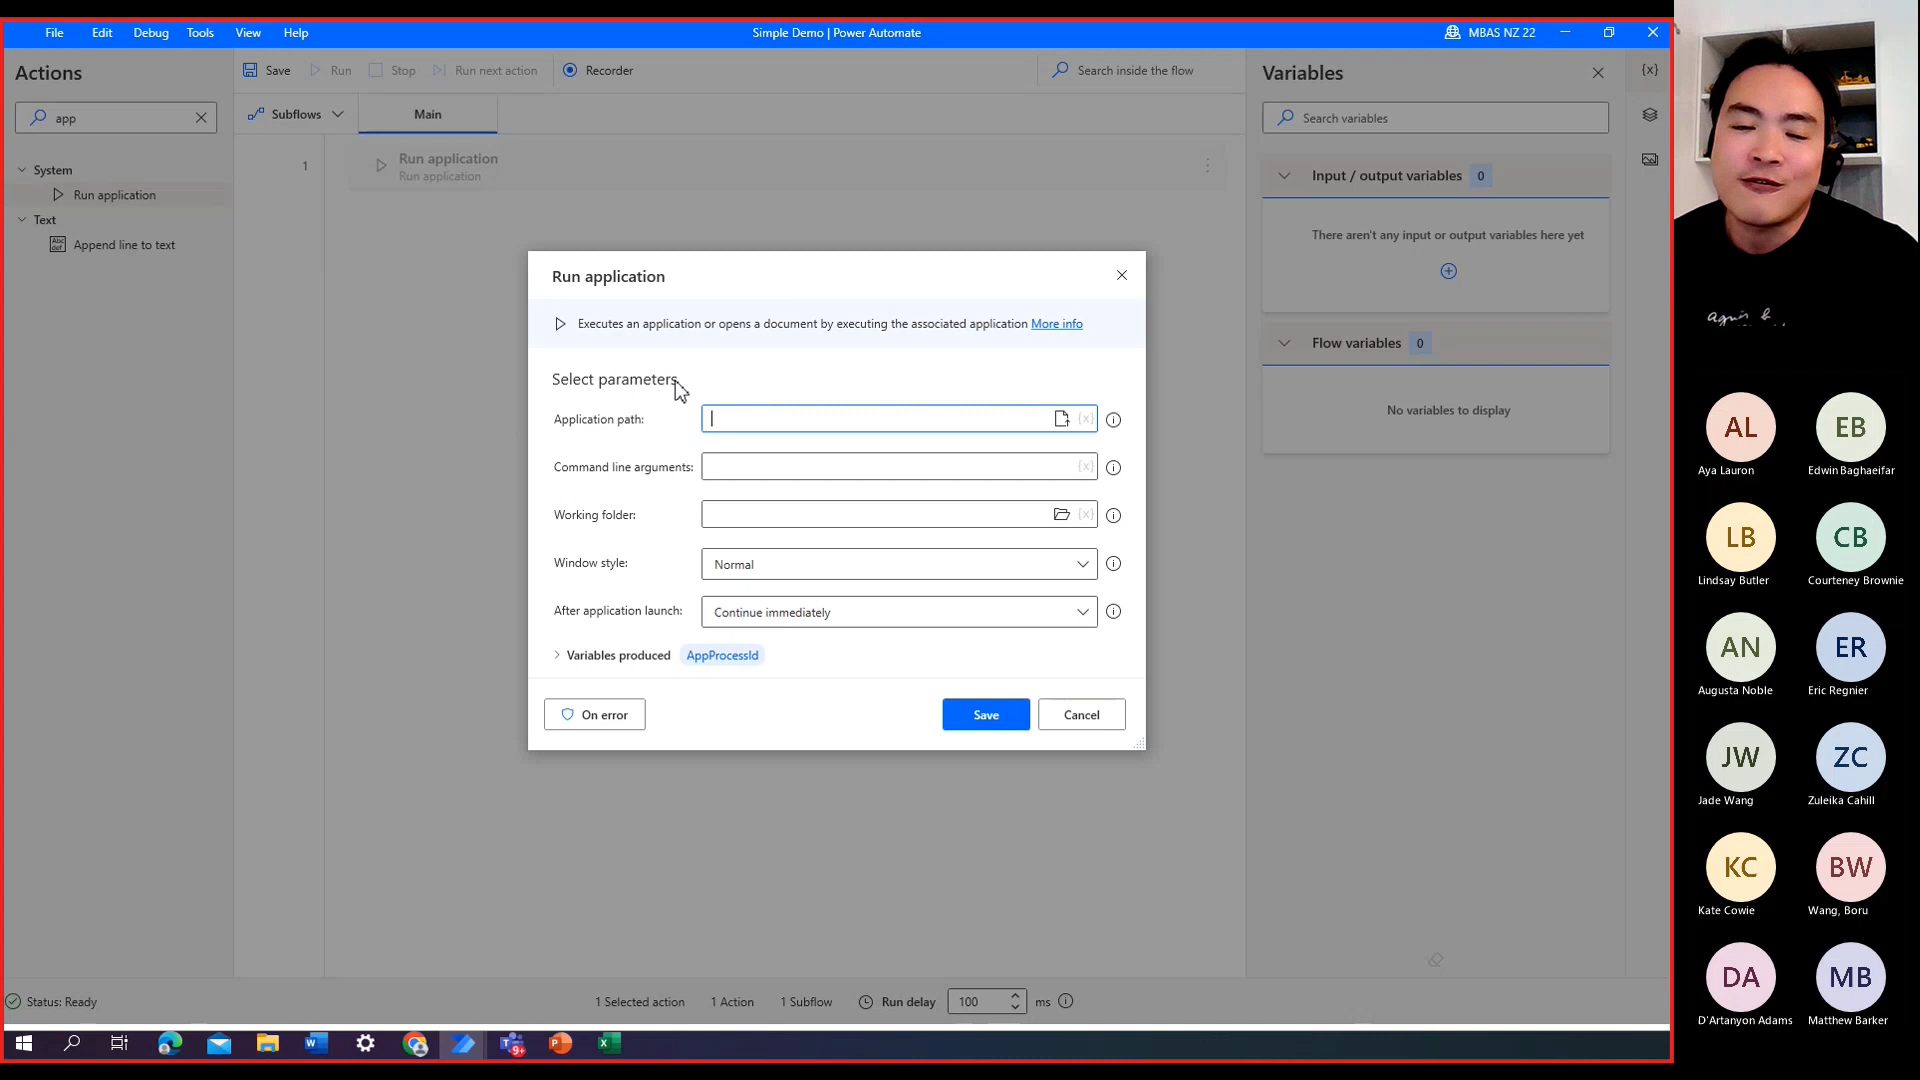 File Edit Debug Tools View Help
Simple Demo | Power Automate
MBAS NZ 22
Actions
app
System
Run application
Text
Append line to text
Save Run Stop Run next action Recorder
Search inside the flow
Subflows
Main
1
Run application
Run application
Variables
{x}
Search variables
Input / output variables 0
There aren't any input or output variables here yet
Flow variables 0
No variables to display
Run application
Executes an application or opens a document by executing the associated application More info
Select parameters
Application path: {x}
Command line arguments: {x}
Working folder: {x}
Window style: Normal
After application launch: Continue immediately
Variables produced AppProcessId
On error
Save
Cancel
Status: Ready
1 Selected action
1 Action
1 Subflow
Run delay 100 ms
9+
agnès b.
AL
Aya Lauron
EB
Edwin Baghaeifar
LB
Lindsay Butler
CB
Courteney Brownie
AN
Augusta Noble
ER
Eric Regnier
JW
Jade Wang
ZC
Zuleika Cahill
KC
Kate Cowie
BW
Wang, Boru
DA
D'Artanyon Adams
MB
Matthew Barker